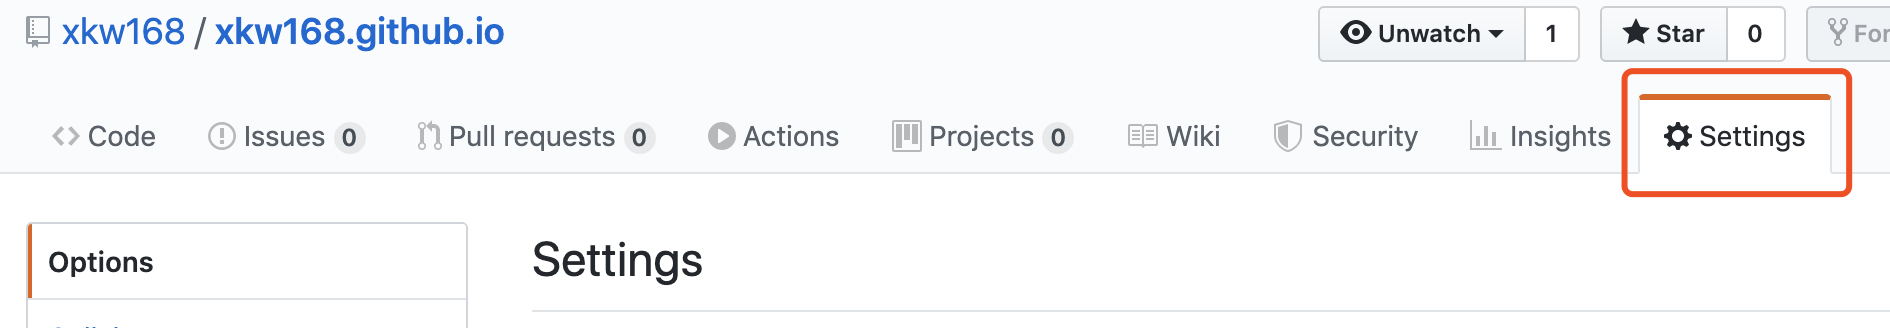 xkw168 / xkw168.github.io
Unwatch 1 Star 0
Code Issues 0 Pull requests 0 Actions Projects 0 Wiki Security Insights Settings
Options
Settings